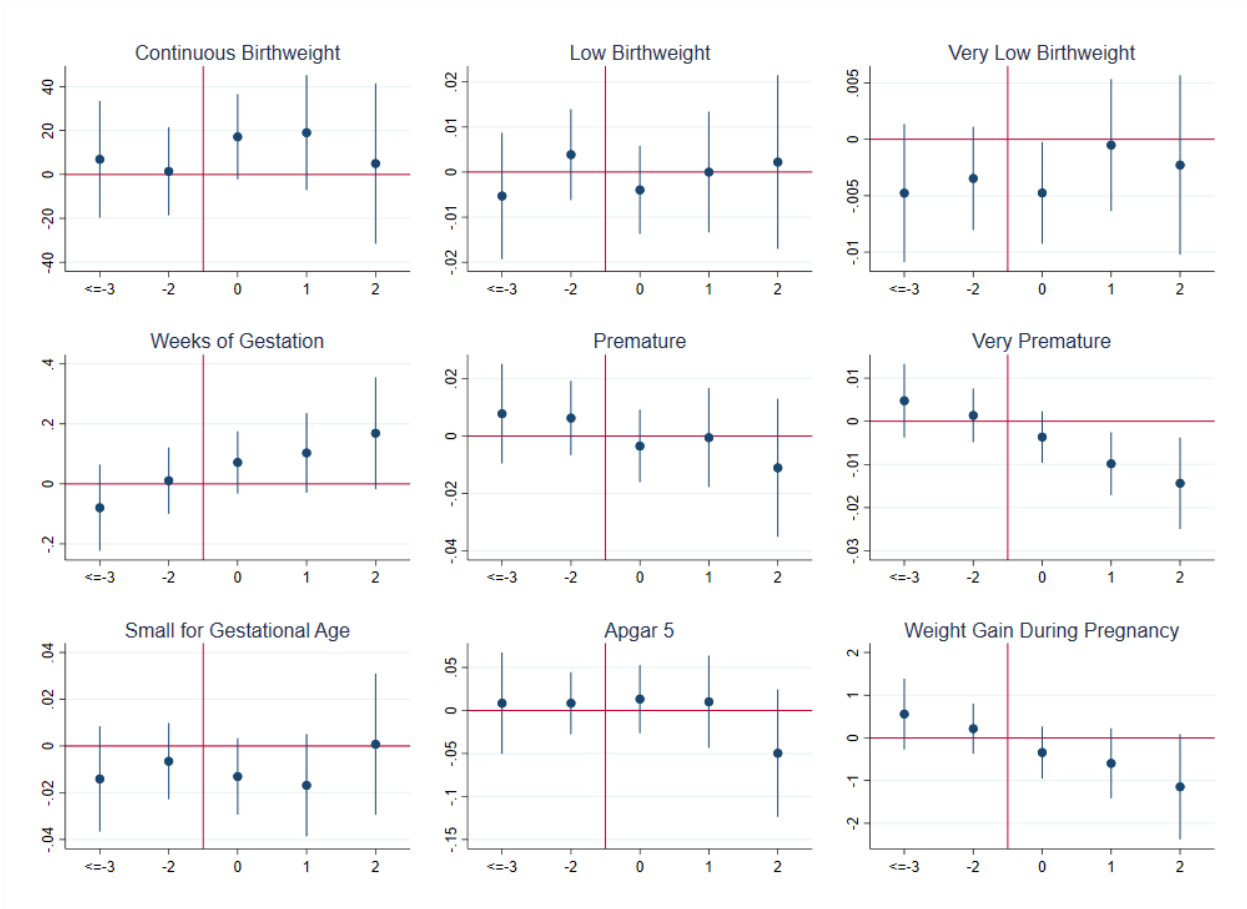 Continuous Birthweight
40
20
0
-20
-40
<=-3 -2 0 1 2
Low Birthweight
.02
.01
0
-.01
-.02
<=-3 -2 0 1 2
Very Low Birthweight
.005
0
-.005
-.01
<=-3 -2 0 1 2
Weeks of Gestation
.4
.2
0
-.2
<=-3 -2 0 1 2
Premature
.02
0
-.02
-.04
<=-3 -2 0 1 2
Very Premature
.01
0
-.01
-.02
-.03
<=-3 -2 0 1 2
Small for Gestational Age
.04
.02
0
-.02
-.04
<=-3 -2 0 1 2
Apgar 5
.05
0
-.05
-.1
-.15
<=-3 -2 0 1 2
Weight Gain During Pregnancy
2
1
0
-1
-2
<=-3 -2 0 1 2